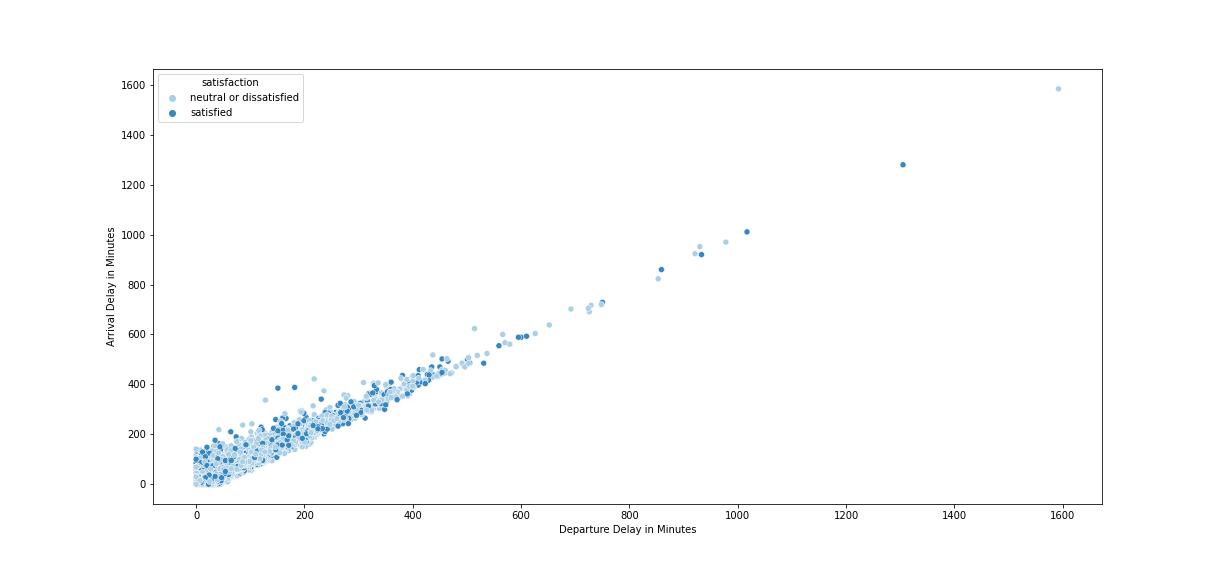 satisfaction
neutral or dissatisfied
satisfied
1600
1400
1200
1000
800
600
400
200
0
Arrival Delay in Minutes
0 200 400 600 800 1000 1200 1400 1600
Departure Delay in Minutes